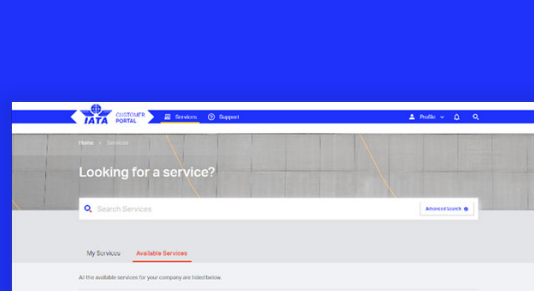 IATA
CUSTOMER
PORTAL
Services
Support
Profile
Home > Services
Looking for a service?
Search Services
Advanced Search
My Services
Available Services
All the available services for your company are listed below.